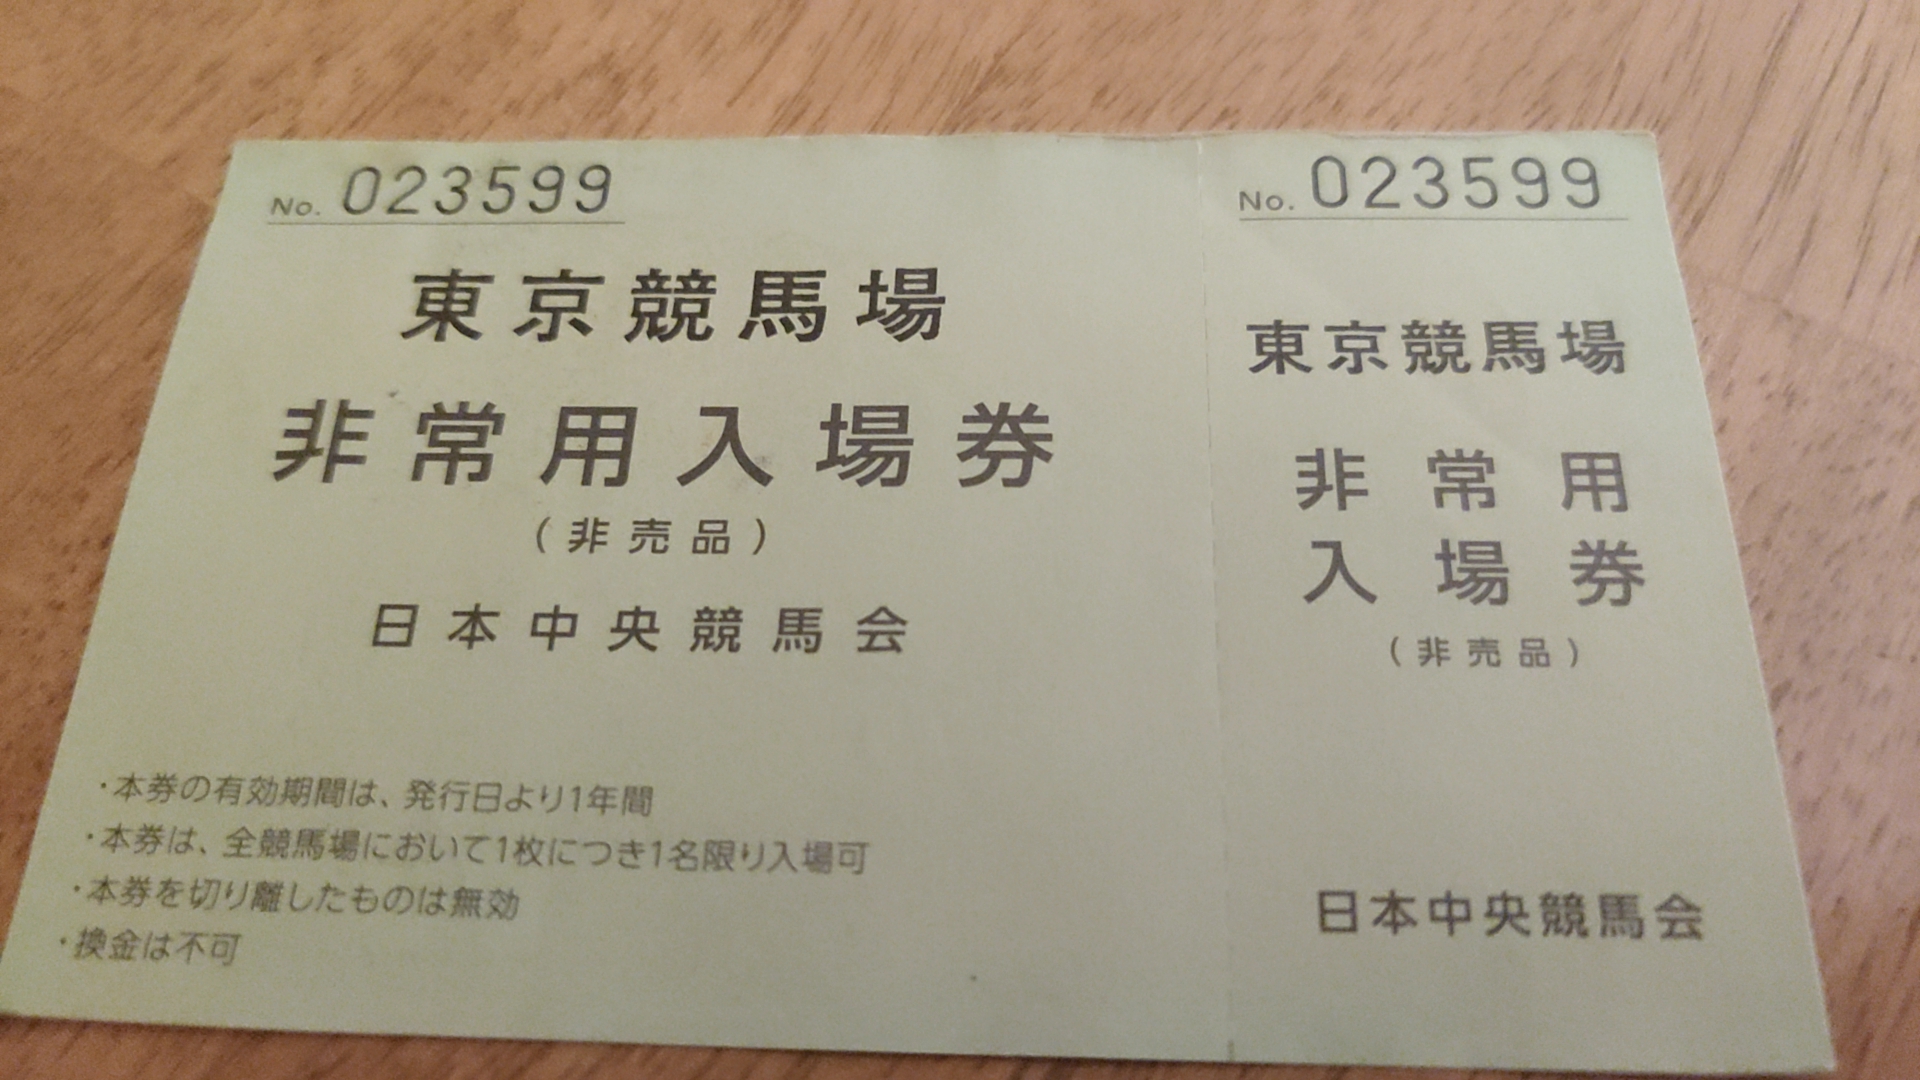 No. 023599
東京競馬場
非常用入場券
(非売品)
日本中央競馬会
・本券の有効期間は、発行日より1年間
・本券は、全競馬場において1枚につき1名限り入場可
・本券を切り離したものは無効
・換金は不可
No. 023599
東京競馬場
非常用
入場券
(非売品)
日本中央競馬会